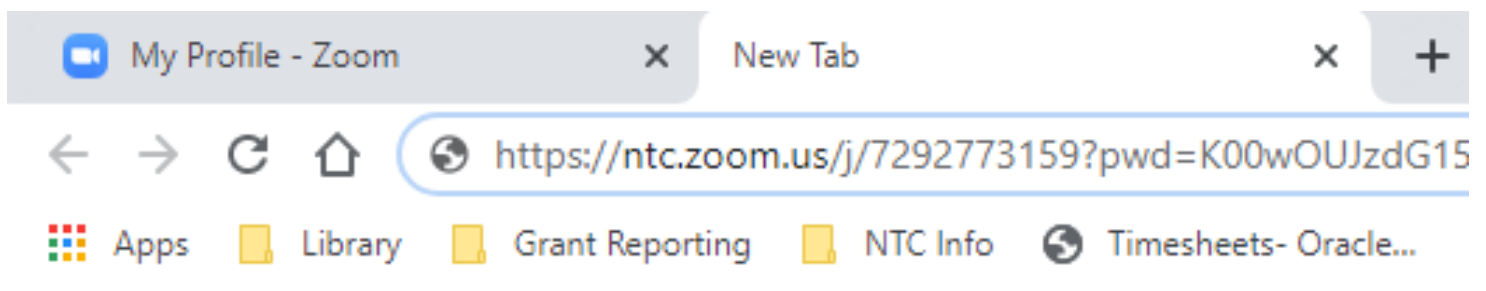 My Profile - Zoom New Tab
https://ntc.zoom.us/j/7292773159?pwd=K00wOUJzdG15
Apps Library Grant Reporting NTC Info Timesheets- Oracle...